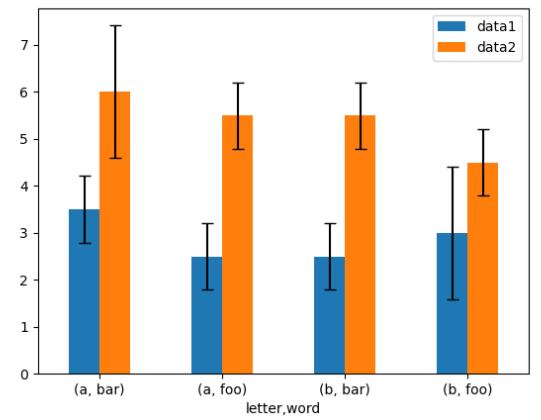 data1
data2
7
6
5
4
3
2
1
0
(a, bar) (a, foo) (b, bar) (b, foo)
letter,word